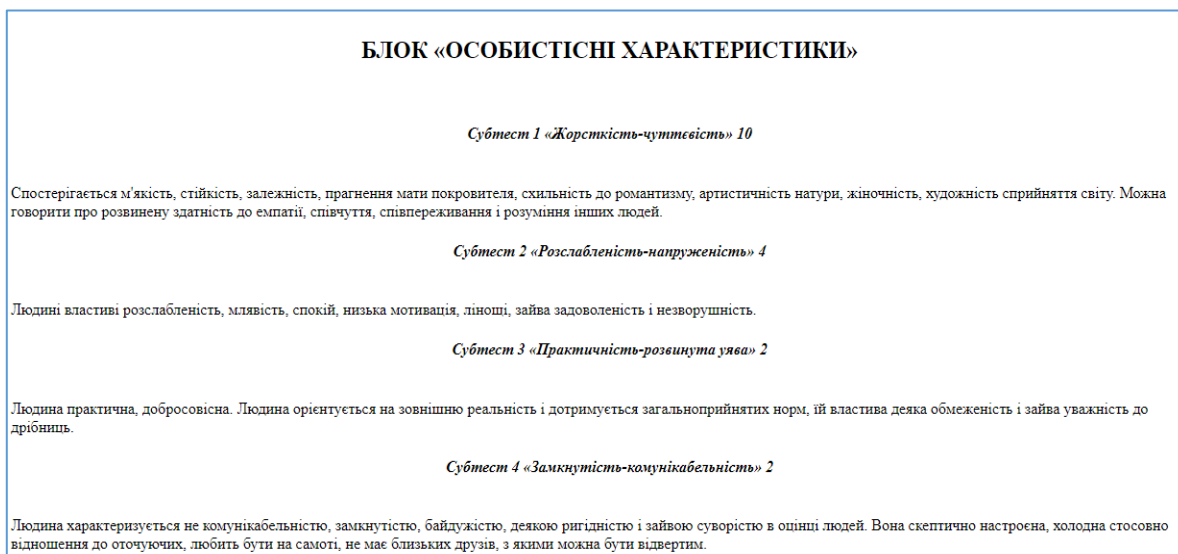 БЛОК «ОСОБИСТІСНІ ХАРАКТЕРИСТИКИ»
Субтест 1 «Жорсткість-чуттєвість» 10
Спостерігається м'якість, стійкість, залежність, прагнення мати покровителя, схильність до романтизму, артистичність натури, жіночність, художність сприйняття світу. Можна
говорити про розвинену здатність до емпатії, співчуття, співпереживання і розуміння інших людей.
Субтест 2 «Розслабленість-напруженість» 4
Людині властиві розслабленість, млявість, спокій, низька мотивація, лінощі, зайва задоволеність і незворушність.
Субтест 3 «Практичність-розвинута уява» 2
Людина практична, добросовісна. Людина орієнтується на зовнішню реальність і дотримується загальноприйнятих норм, їй властива деяка обмеженість і зайва уважність до
дрібниць.
Субтест 4 «Замкнутість-комунікабельність» 2
Людина характеризується не комунікабельністю, замкнутістю, байдужістю, деякою ригідністю і зайвою суворістю в оцінці людей. Вона скептично настроєна, холодна стосовно
відношення до оточуючих, любить бути на самоті, не має близьких друзів, з якими можна бути відвертим.